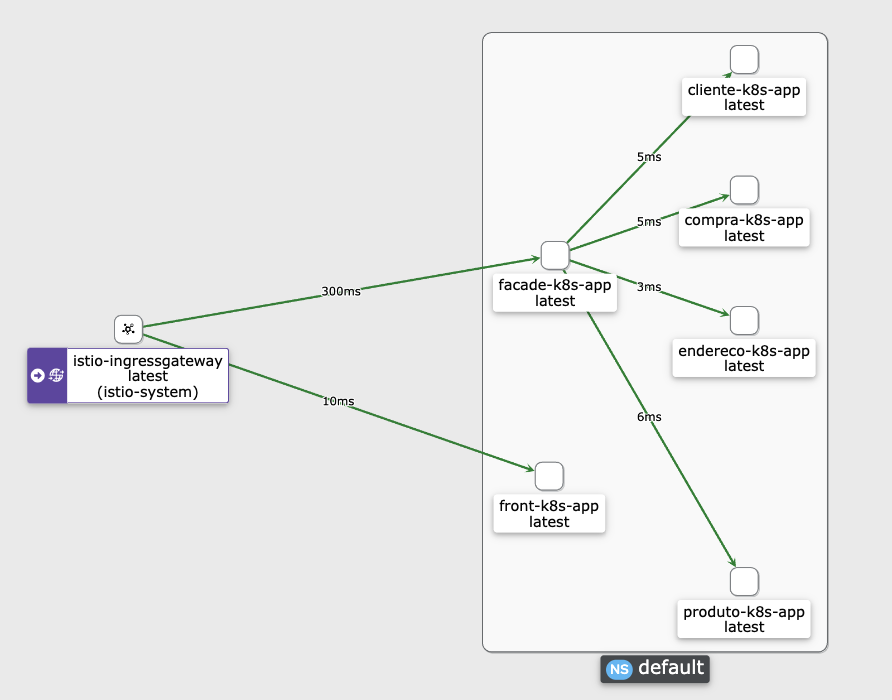 cliente-k8s-app
latest
5ms
compra-k8s-app
latest
5ms
facade-k8s-app
latest
3ms
300ms
istio-ingressgateway
latest
(istio-system)
endereco-k8s-app
latest
10ms
6ms
front-k8s-app
latest
produto-k8s-app
latest
NS default